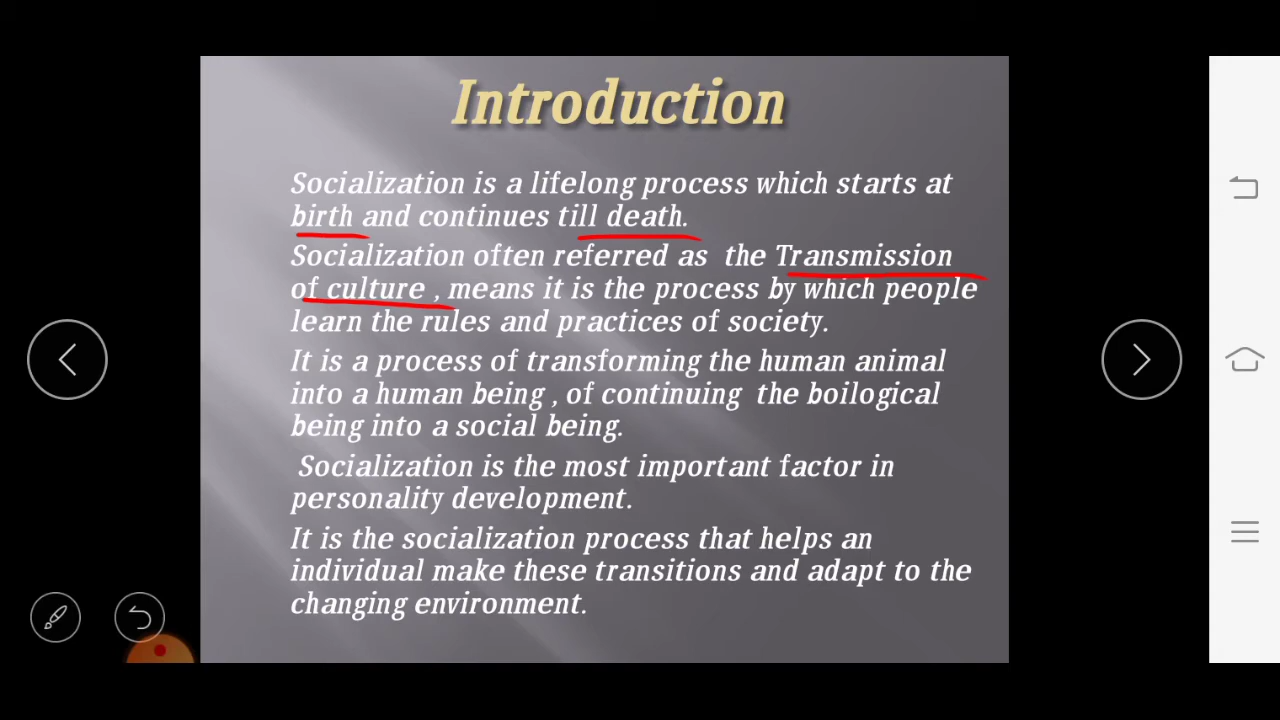 Introduction
Socialization is a lifelong process which starts at
birth and continues till death.
Socialization often referred as the Transmission
of culture , means it is the process by which people
learn the rules and practices of society.
It is a process of transforming the human animal
into a human being , of continuing the boilogical
being into a social being.
Socialization is the most important factor in
personality development.
It is the socialization process that helps an
individual make these transitions and adapt to the
changing environment.